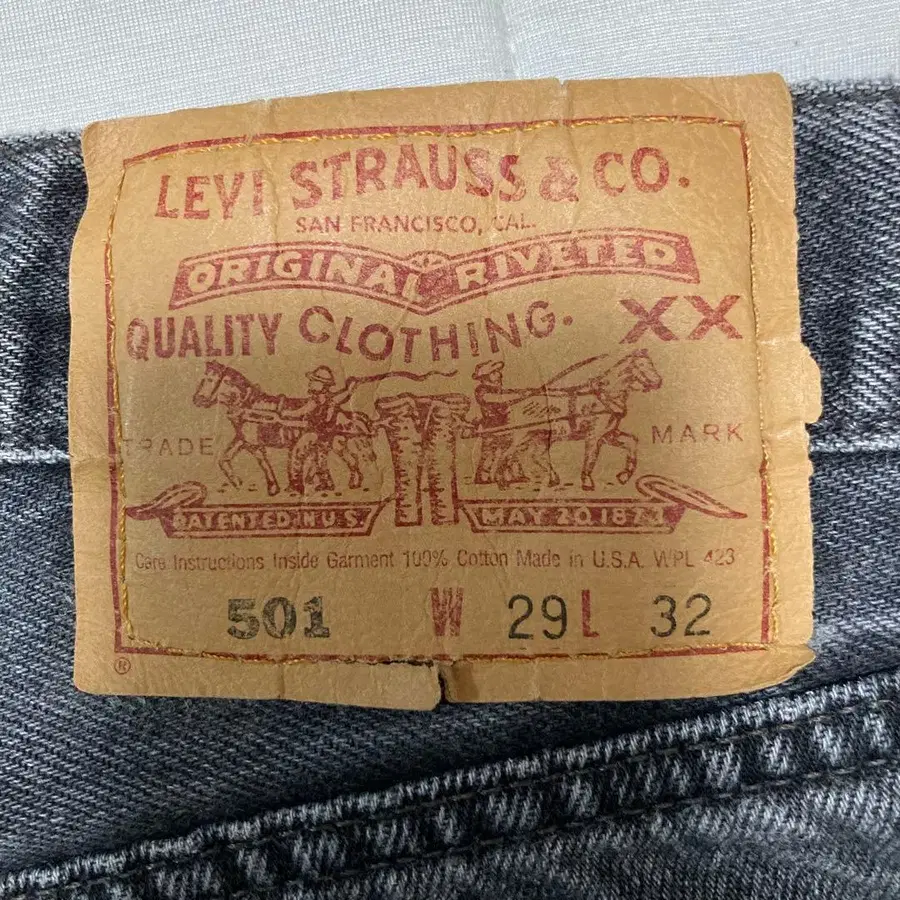 LEVI STRAUSS & CO.
SAN FRANCISCO, CAL.
ORIGINAL RIVETED
QUALITY CLOTHING. XX
TRADE MARK
PATENTED IN U.S. MAY 20, 1873
Care Instructions Inside Garment 100% Cotton Made in U.S.A. WPL 423
501 W 29 L 32
®